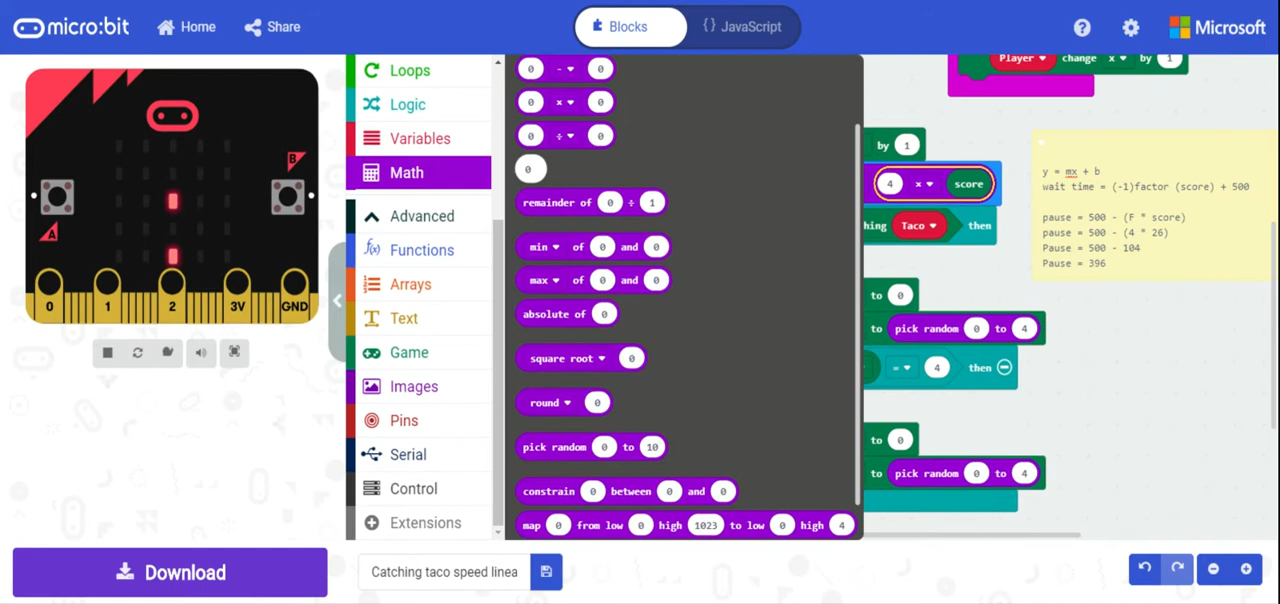 micro:bit
Home
Share
Blocks
{ } JavaScript
Microsoft
A
B
0 1 2 3V GND
Download
Loops
Logic
Variables
Math
Advanced
Functions
Arrays
Text
Game
Images
Pins
Serial
Control
Extensions
0 - 0
0 x 0
0 ÷ 0
0
remainder of 0 ÷ 1
min of 0 and 0
max of 0 and 0
absolute of 0
square root 0
round 0
pick random 0 to 10
constrain 0 between 0 and 0
map 0 from low 0 high 1023 to low 0 high 4
Player change x by 1
by 1
4 x score
hing Taco then
to 0
to pick random 0 to 4
= 4 then
to 0
to pick random 0 to 4
y = mx + b
wait time = (-1)factor (score) + 500
pause = 500 - (F * score)
pause = 500 - (4 * 26)
Pause = 500 - 104
Pause = 396
Catching taco speed linea